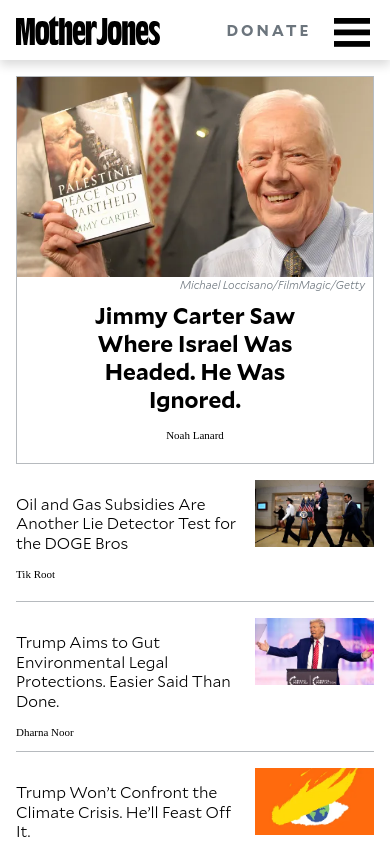 Mother Jones
DONATE
PALESTINE
PEACE NOT
APARTHEID
JIMMY CARTER
Michael Loccisano/FilmMagic/Getty
Jimmy Carter Saw
Where Israel Was
Headed. He Was
Ignored.
Noah Lanard
Oil and Gas Subsidies Are
Another Lie Detector Test for
the DOGE Bros
Tik Root
Trump Aims to Gut
Environmental Legal
Protections. Easier Said Than
Done.
Dharna Noor
Trump Won’t Confront the
Climate Crisis. He’ll Feast Off
It.